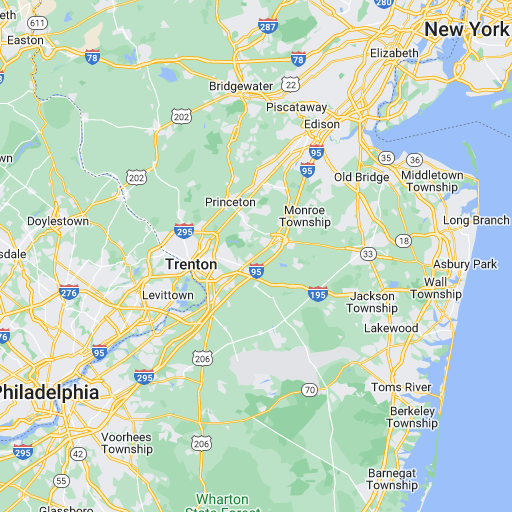 611
Easton
eth
78
287
78
New York
Elizabeth
Bridgewater
22
Piscataway
Edison
202
95
95
202
35
36
Old Bridge
Middletown
Township
wn
Princeton
Monroe
Township
Long Branch
Doylestown
295
18
33
sdale
Trenton
95
Asbury Park
Wall
Township
276
Levittown
195
Jackson
Township
Lakewood
76
95
206
295
70
Toms River
Philadelphia
Berkeley
Township
Voorhees
Township
206
295
42
55
Barnegat
Township
Glassboro
Wharton
State Forest